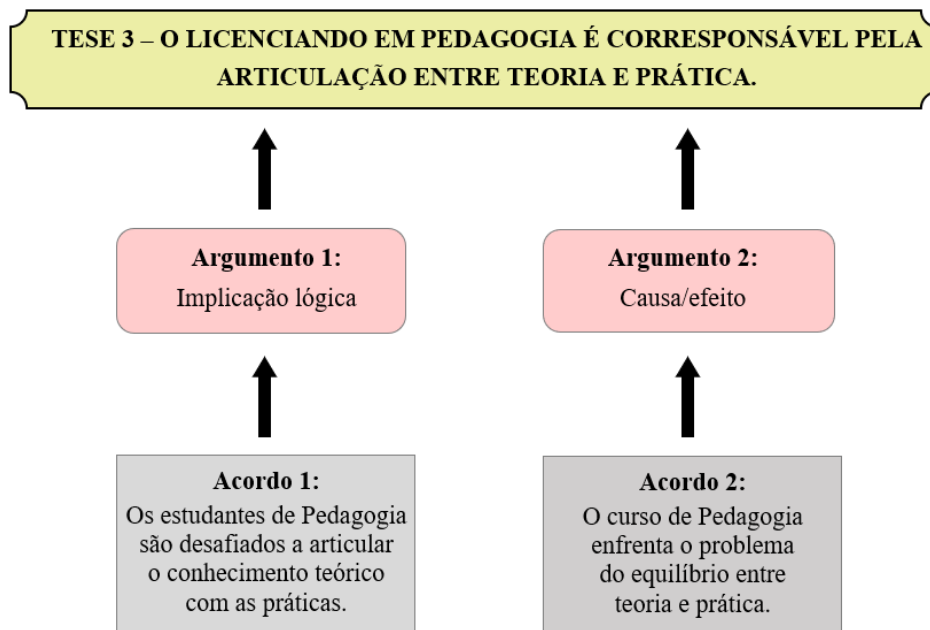 TESE 3 – O LICENCIANDO EM PEDAGOGIA É CORRESPONSÁVEL PELA
ARTICULAÇÃO ENTRE TEORIA E PRÁTICA.
Argumento 1:
Implicação lógica
Argumento 2:
Causa/efeito
Acordo 1:
Os estudantes de Pedagogia
são desafiados a articular
o conhecimento teórico
com as práticas.
Acordo 2:
O curso de Pedagogia
enfrenta o problema
do equilíbrio entre
teoria e prática.